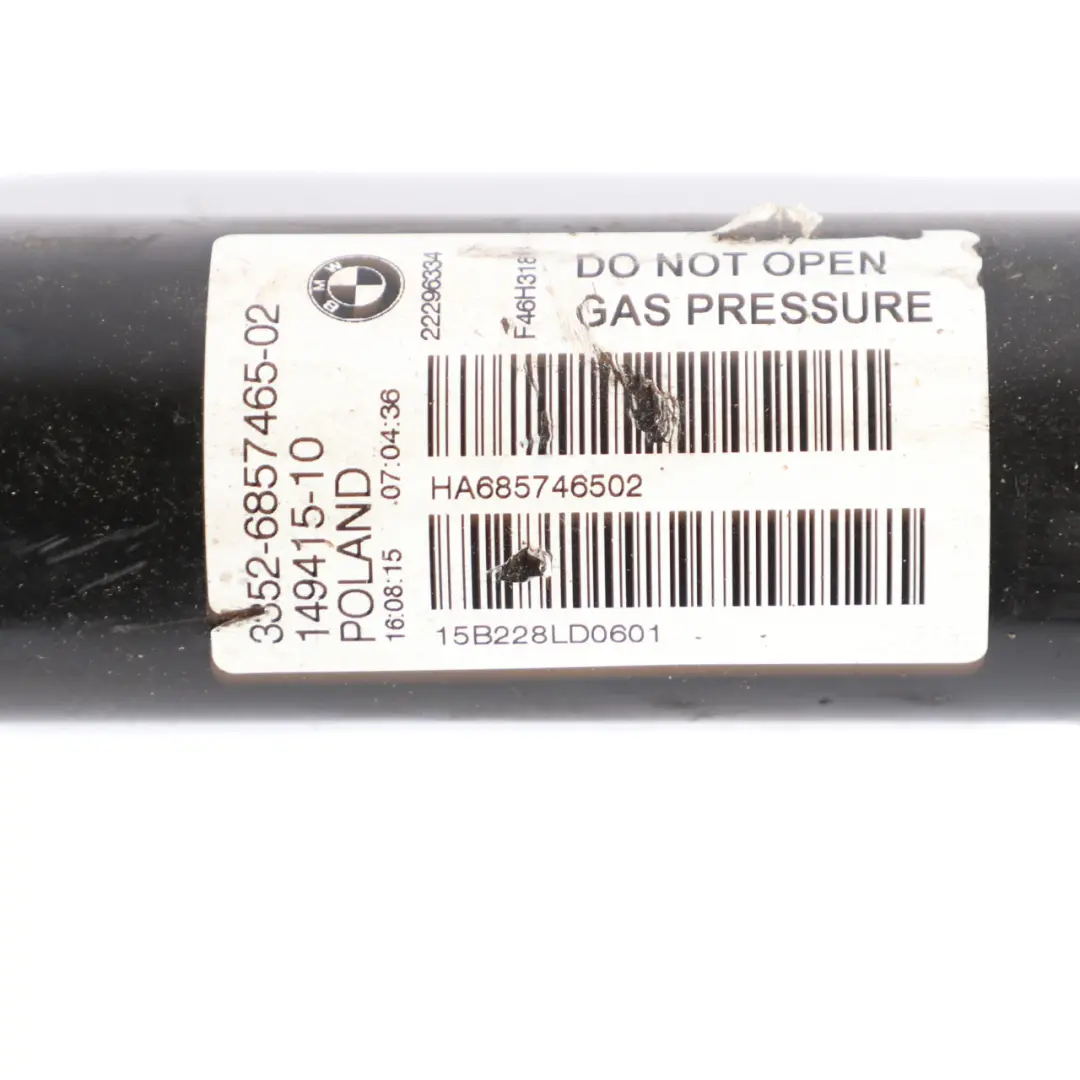 BMW
3352-6857465-02
149415-10
POLAND
16:08:15 07:04:36
22296334
F46H318
DO NOT OPEN
GAS PRESSURE
HA685746502
15B228LD0601